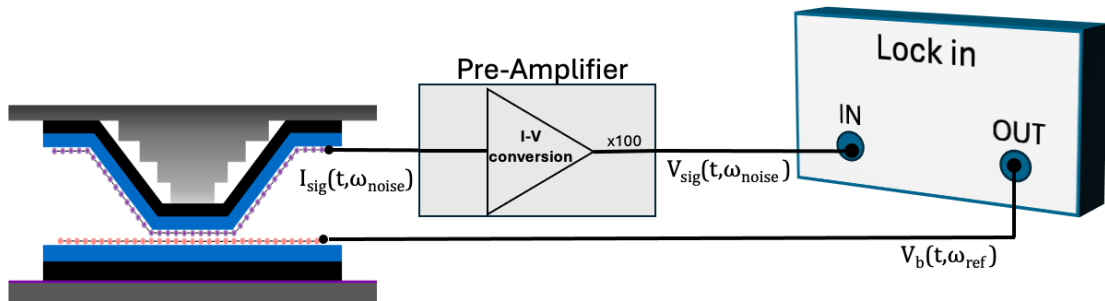 Lock in
Pre-Amplifier
IN
OUT
I-V
conversion
x100
I_sig(t,ω_noise)
V_sig(t,ω_noise)
V_b(t,ω_ref)